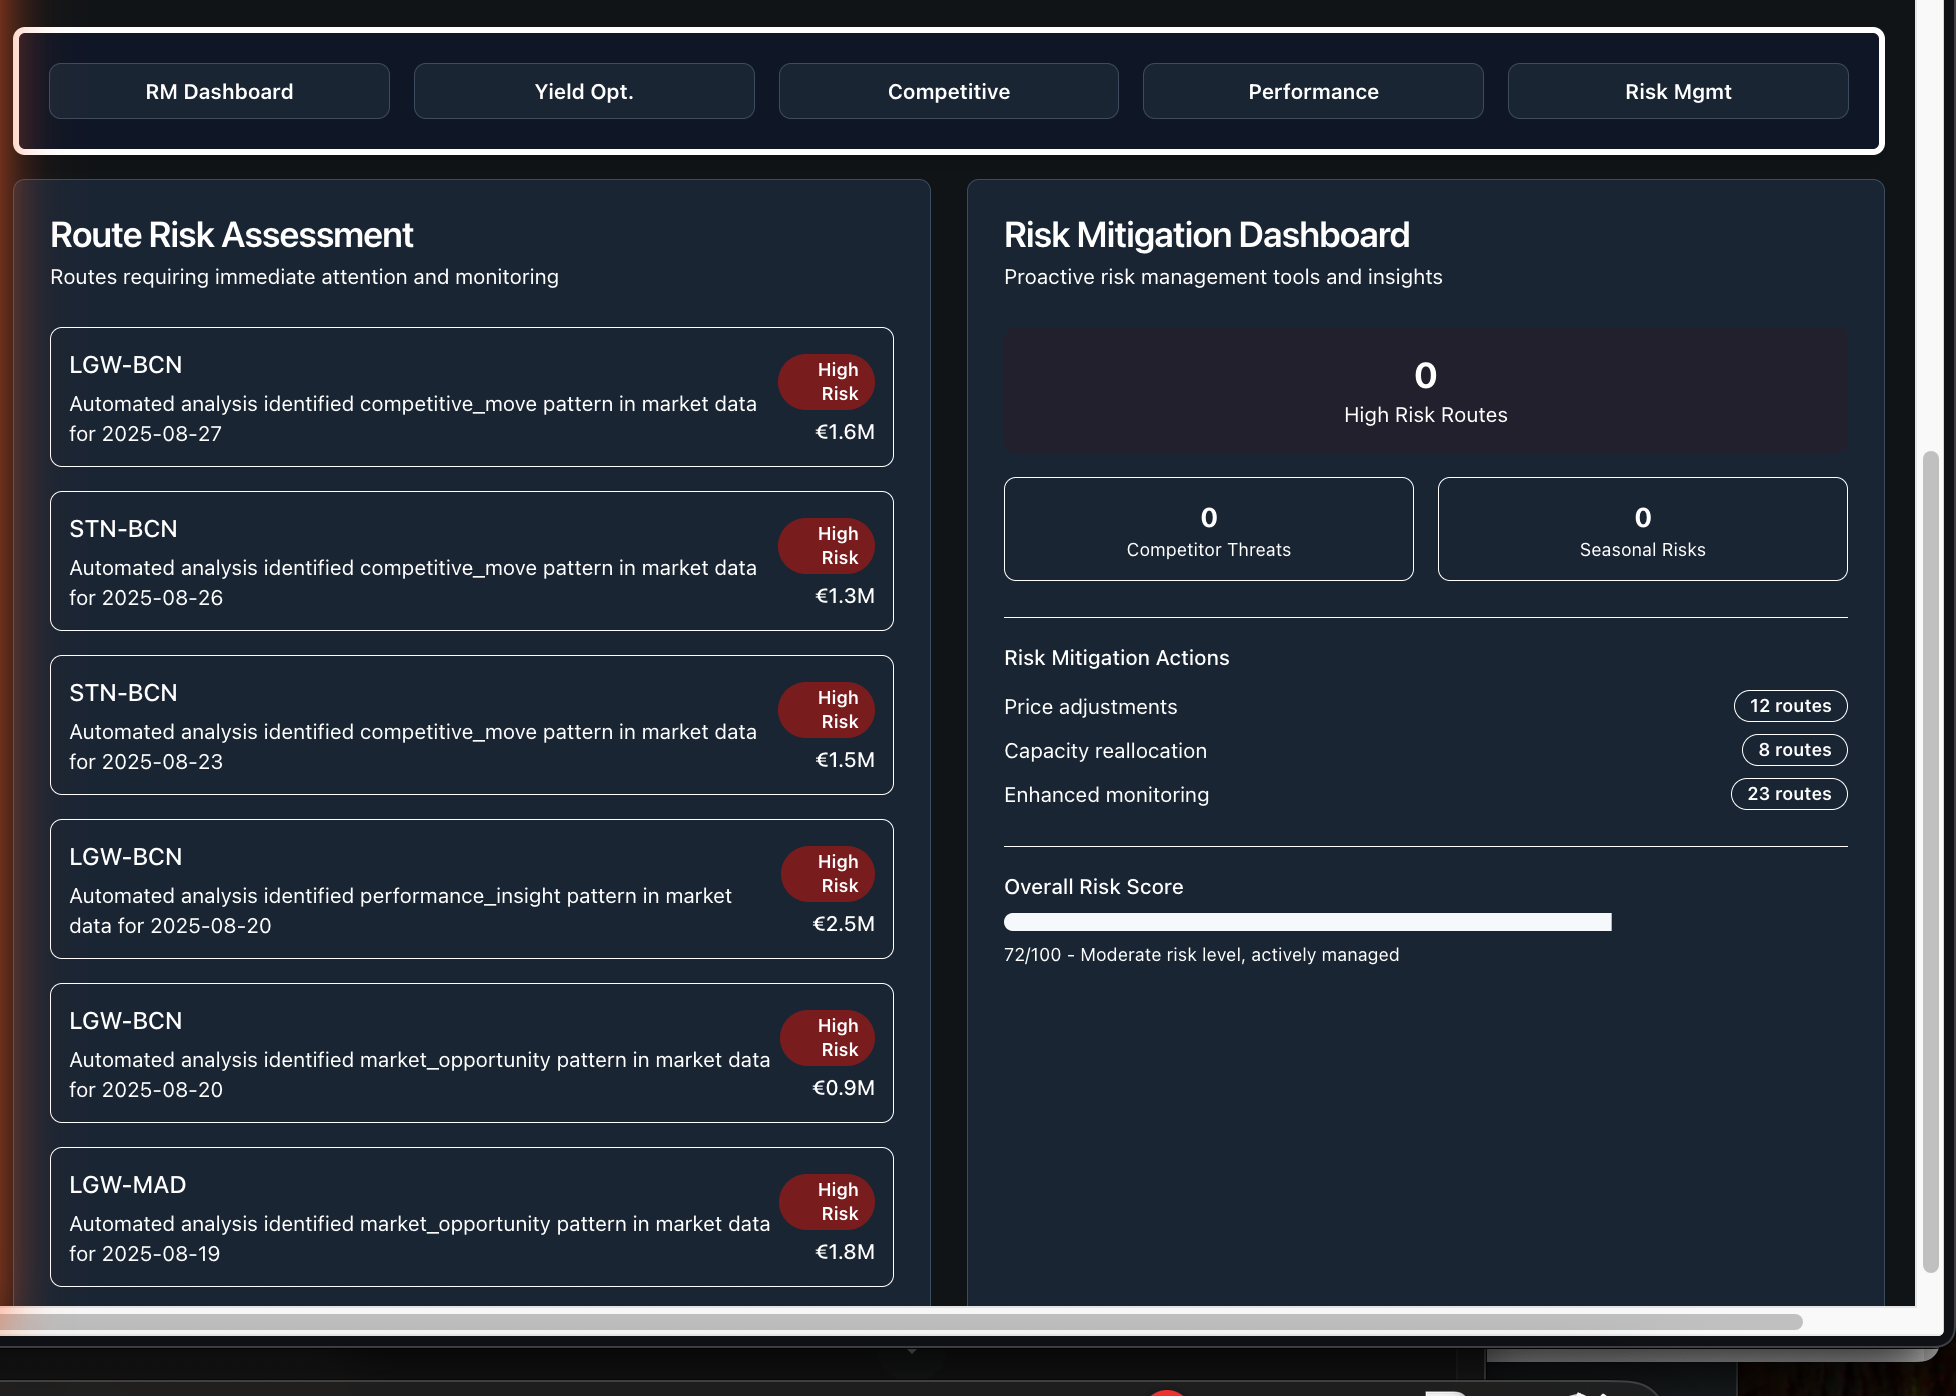 RM Dashboard
Yield Opt.
Competitive
Performance
Risk Mgmt
Route Risk Assessment
Routes requiring immediate attention and monitoring
LGW-BCN
Automated analysis identified competitive_move pattern in market data
for 2025-08-27
High
Risk
€1.6M
STN-BCN
Automated analysis identified competitive_move pattern in market data
for 2025-08-26
High
Risk
€1.3M
STN-BCN
Automated analysis identified competitive_move pattern in market data
for 2025-08-23
High
Risk
€1.5M
LGW-BCN
Automated analysis identified performance_insight pattern in market
data for 2025-08-20
High
Risk
€2.5M
LGW-BCN
Automated analysis identified market_opportunity pattern in market data
for 2025-08-20
High
Risk
€0.9M
LGW-MAD
Automated analysis identified market_opportunity pattern in market data
for 2025-08-19
High
Risk
€1.8M
Risk Mitigation Dashboard
Proactive risk management tools and insights
0
High Risk Routes
0
Competitor Threats
0
Seasonal Risks
Risk Mitigation Actions
Price adjustments
12 routes
Capacity reallocation
8 routes
Enhanced monitoring
23 routes
Overall Risk Score
72/100 - Moderate risk level, actively managed